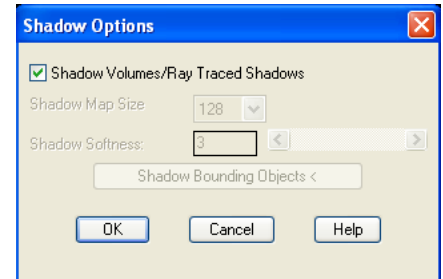 Shadow Options
Shadow Volumes/Ray Traced Shadows
Shadow Map Size 128
Shadow Softness: 3
Shadow Bounding Objects <
OK Cancel Help